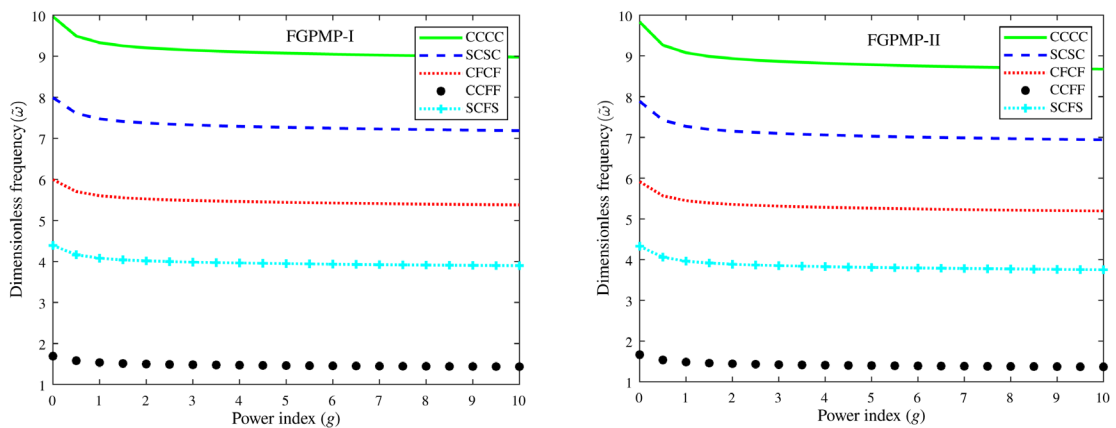 FGPMP-I
CCCC
SCSC
CFCF
CCFF
SCFS
Dimensionless frequency (ω̃)
10
9
8
7
6
5
4
3
2
1
0 1 2 3 4 5 6 7 8 9 10
Power index (g)
FGPMP-II
CCCC
SCSC
CFCF
CCFF
SCFS
Dimensionless frequency (ω̃)
10
9
8
7
6
5
4
3
2
1
0 1 2 3 4 5 6 7 8 9 10
Power index (g)